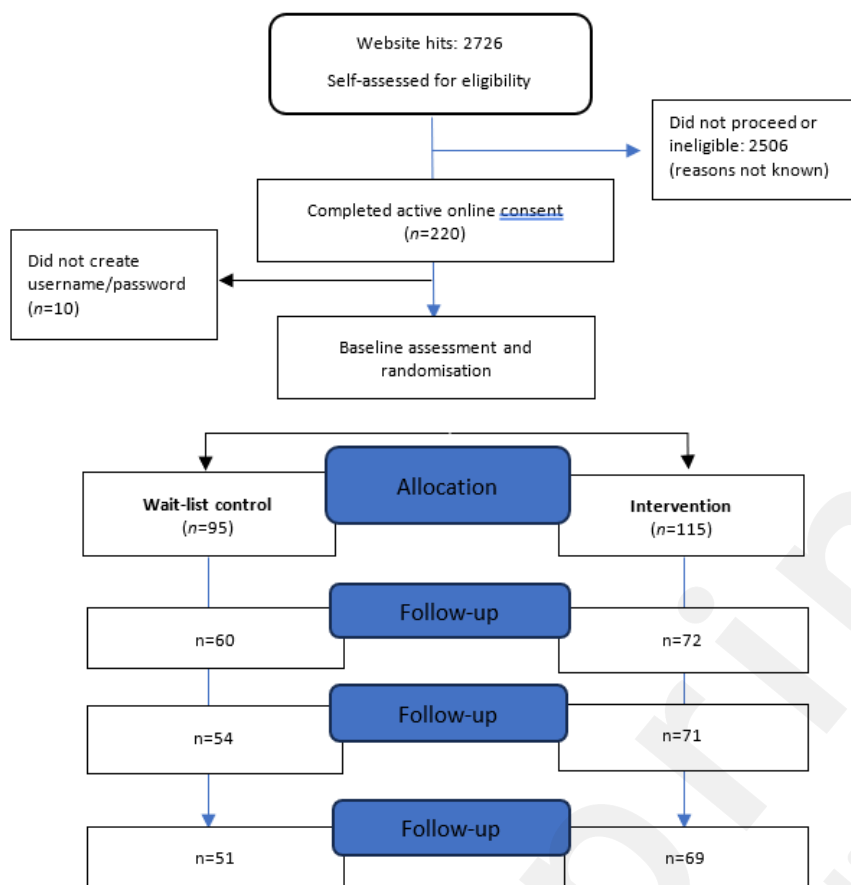 Website hits: 2726
Self-assessed for eligibility
Did not proceed or
ineligible: 2506
(reasons not known)
Completed active online consent
(n=220)
Did not create
username/password
(n=10)
Baseline assessment and
randomisation
Allocation
Wait-list control
(n=95)
Intervention
(n=115)
Follow-up
n=60
n=72
Follow-up
n=54
n=71
Follow-up
n=51
n=69